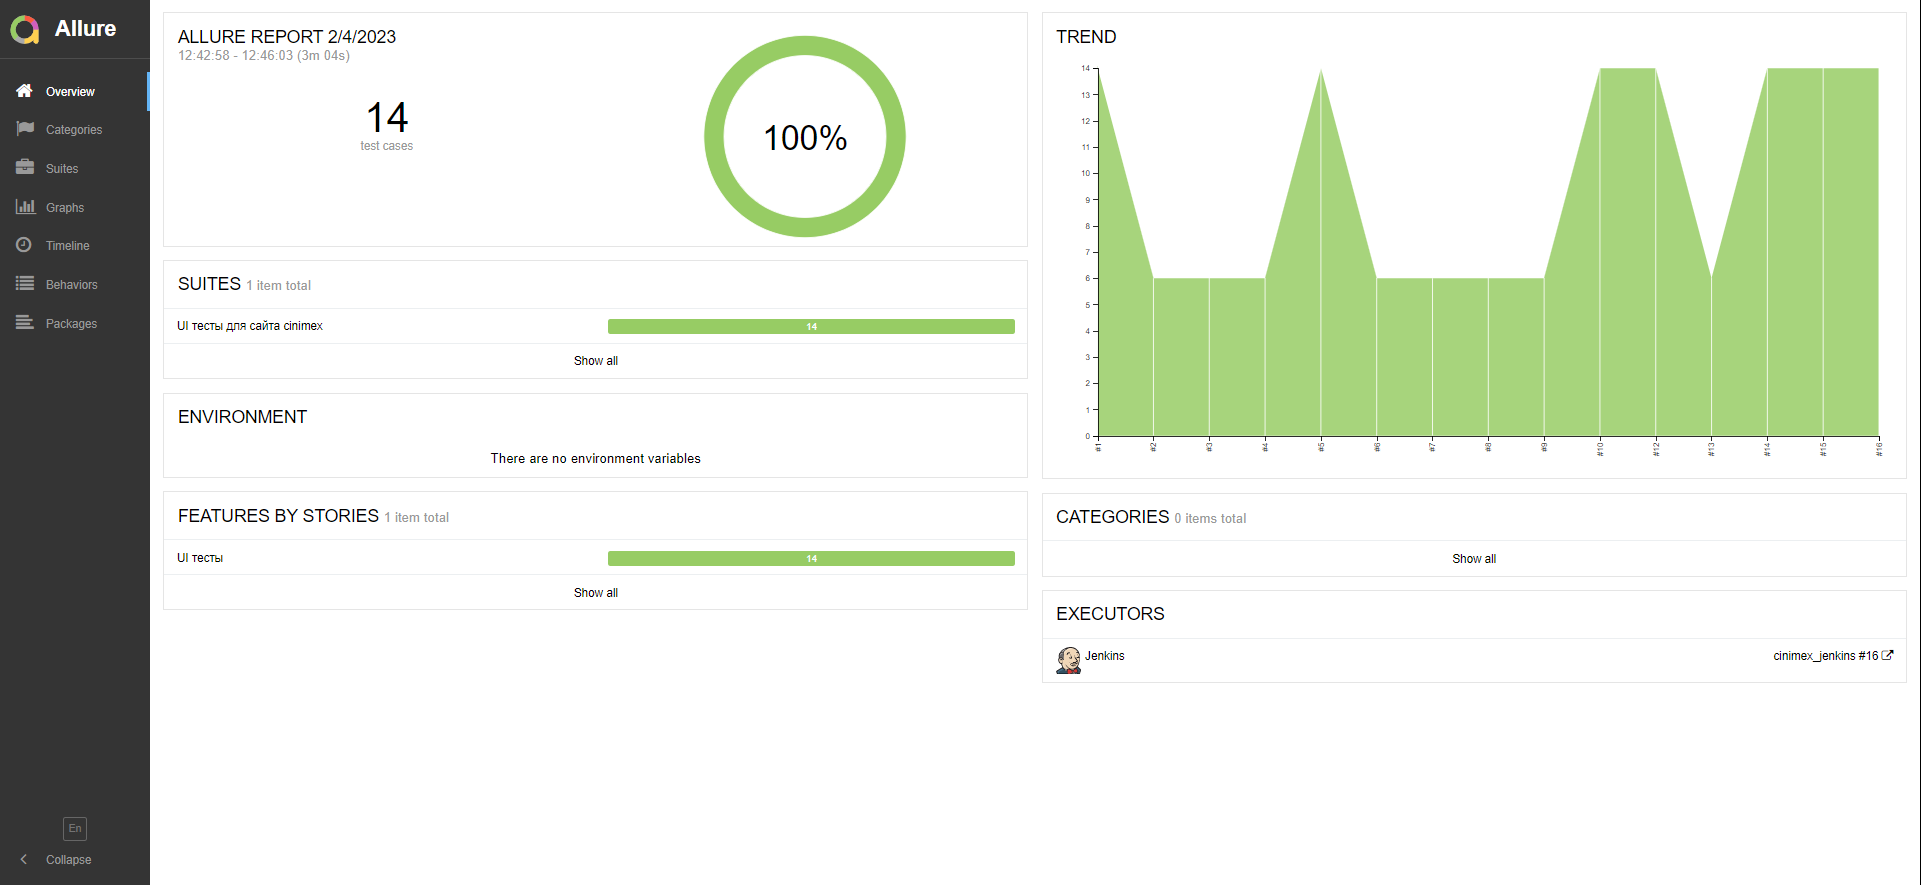 Allure
Overview
Categories
Suites
Graphs
Timeline
Behaviors
Packages
En
Collapse
ALLURE REPORT 2/4/2023
12:42:58 - 12:46:03 (3m 04s)
14
test cases
100%
SUITES 1 item total
UI тесты для сайта cinimex 14
Show all
ENVIRONMENT
There are no environment variables
FEATURES BY STORIES 1 item total
UI тесты 14
Show all
TREND
14
13
12
11
10
9
8
7
6
5
4
3
2
1
0
#1 #2 #3 #4 #5 #6 #7 #8 #9 #10 #12 #13 #14 #15 #16
CATEGORIES 0 items total
Show all
EXECUTORS
Jenkins cinimex_jenkins #16